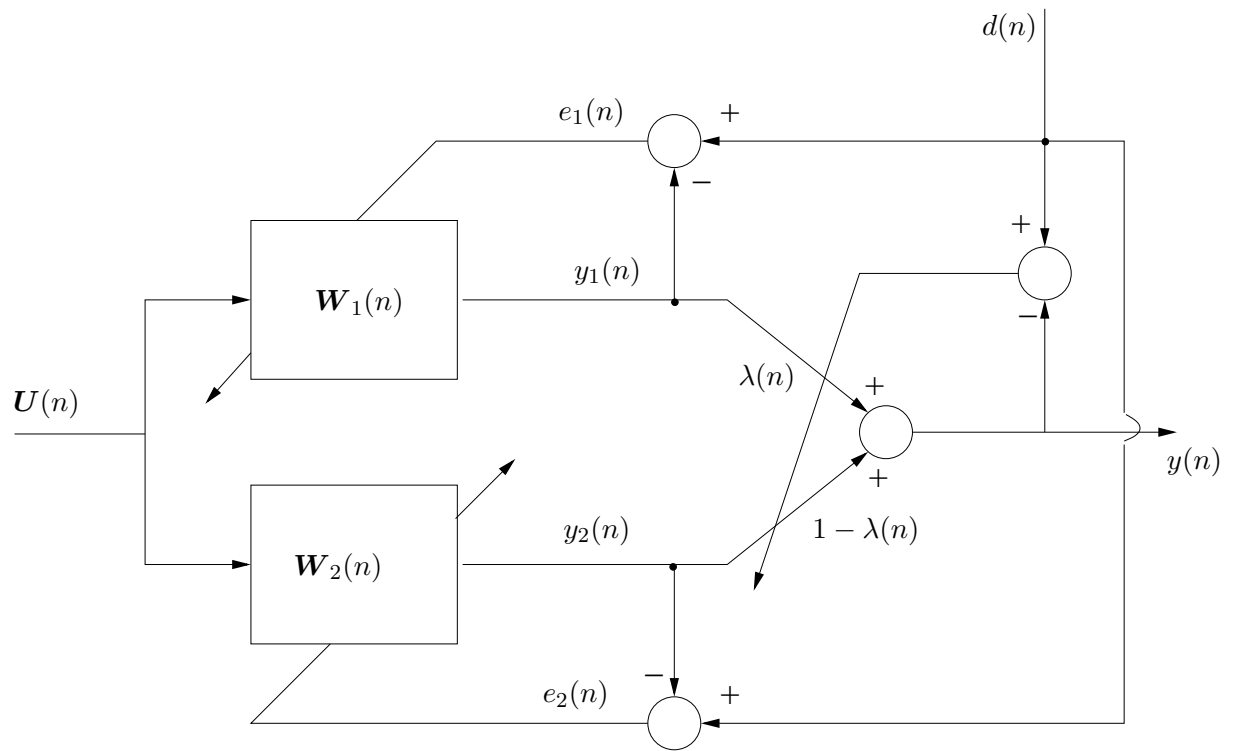 d(n)
e₁(n)
+
−
+
y₁(n)
W₁(n)
−
λ(n)
+
U(n)
y(n)
+
y₂(n)
1 − λ(n)
W₂(n)
−
e₂(n)
+